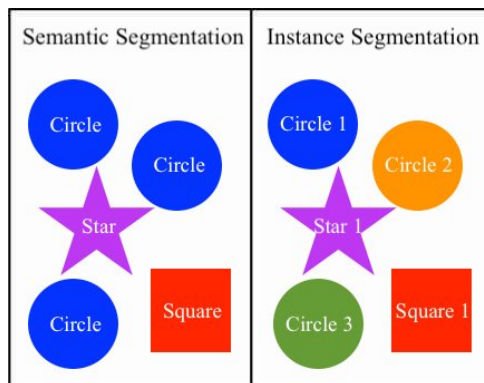 Semantic Segmentation
Circle
Circle
Star
Circle
Square
Instance Segmentation
Circle 1
Circle 2
Star 1
Circle 3
Square 1